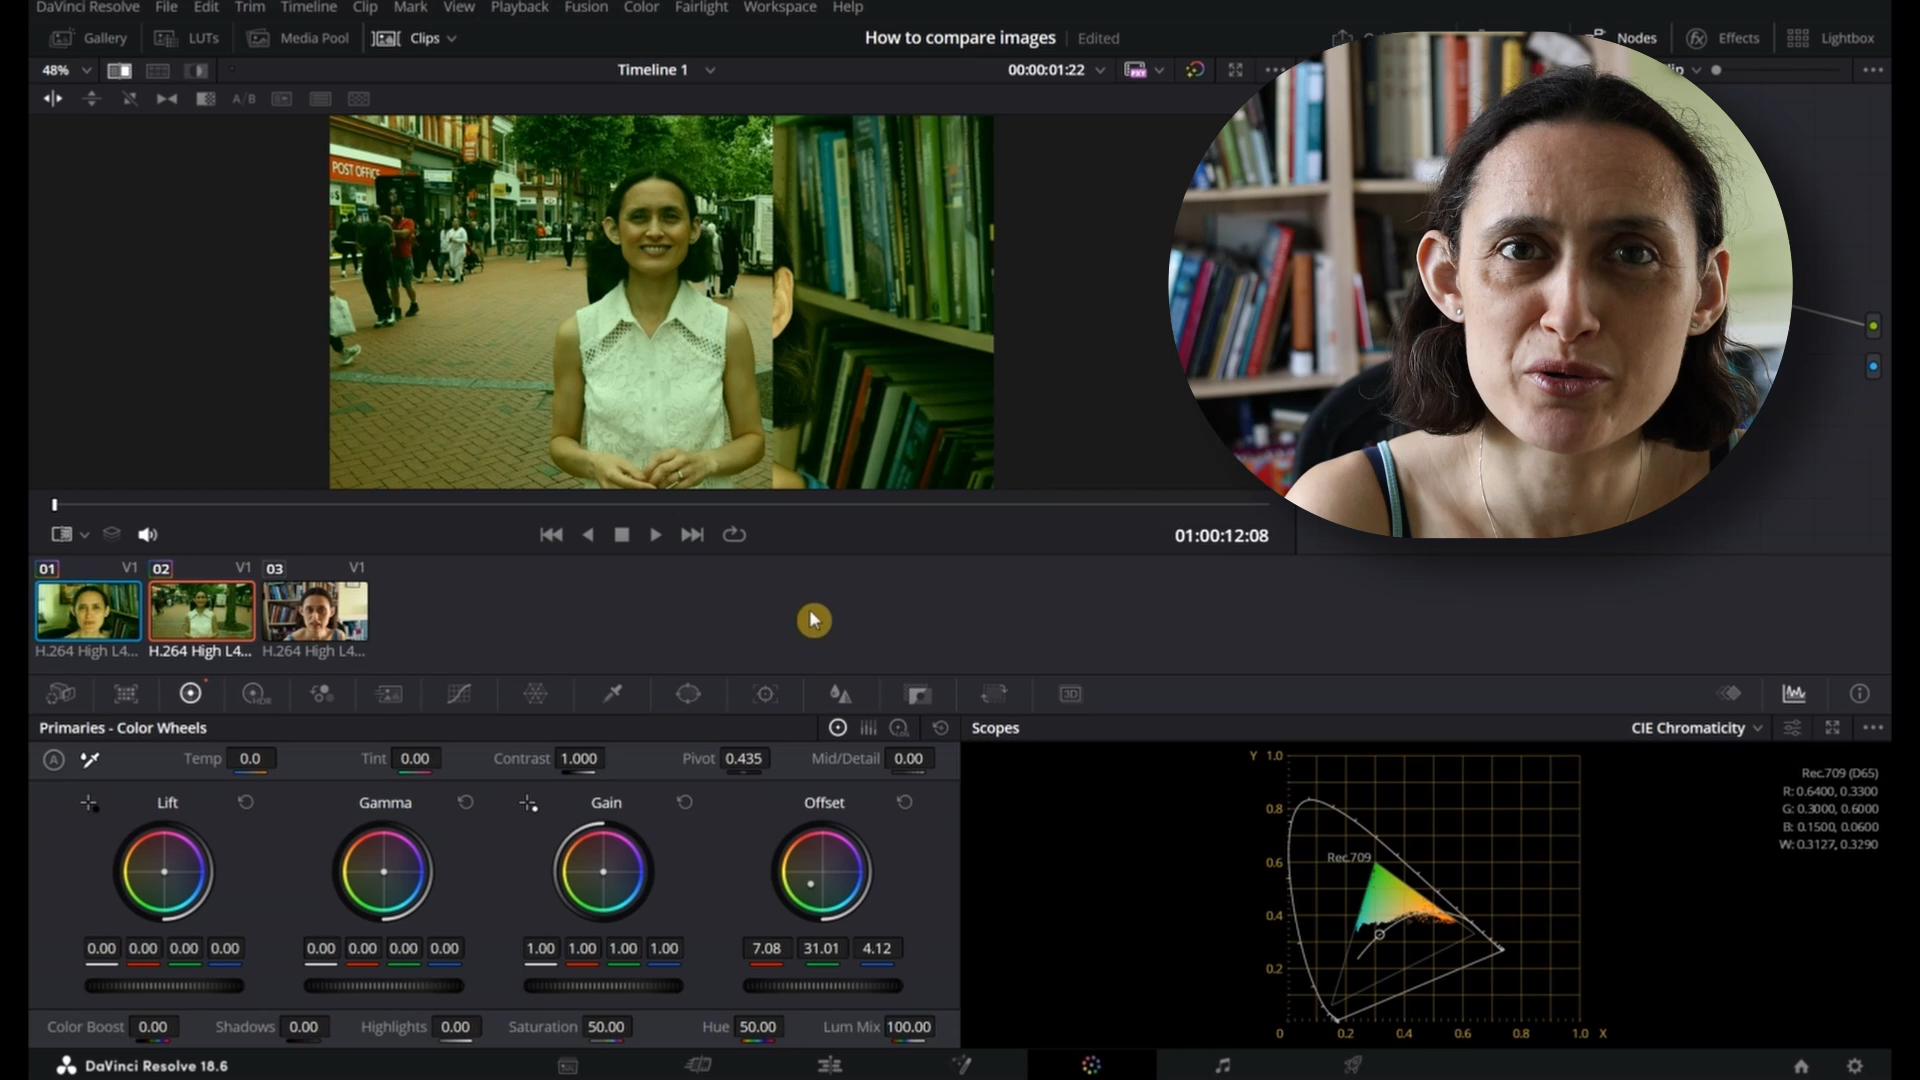 DaVinci Resolve File Edit Trim Timeline Clip Mark View Playback Fusion Color Fairlight Workspace Help
Gallery LUTs Media Pool Clips How to compare images Edited Nodes Effects Lightbox
48% Timeline 1 00:00:01:22
A/B
POST OFFICE
01:00:12:08
01 V1 02 V1 03 V1
H.264 High L4... H.264 High L4... H.264 High L4...
HDR 3D
Primaries - Color Wheels
Scopes CIE Chromaticity
A Temp 0.0 Tint 0.00 Contrast 1.000 Pivot 0.435 Mid/Detail 0.00
Lift Gamma Gain Offset
0.00 0.00 0.00 0.00 0.00 0.00 0.00 0.00 1.00 1.00 1.00 1.00 7.08 31.01 4.12
Color Boost 0.00 Shadows 0.00 Highlights 0.00 Saturation 50.00 Hue 50.00 Lum Mix 100.00
Y 1.0
0.8
0.6
0.4
0.2
0 0.2 0.4 0.6 0.8 1.0 X
Rec.709
Rec.709 (D65)
R: 0.6400, 0.3300
G: 0.3000, 0.6000
B: 0.1500, 0.0600
W: 0.3127, 0.3290
DaVinci Resolve 18.6